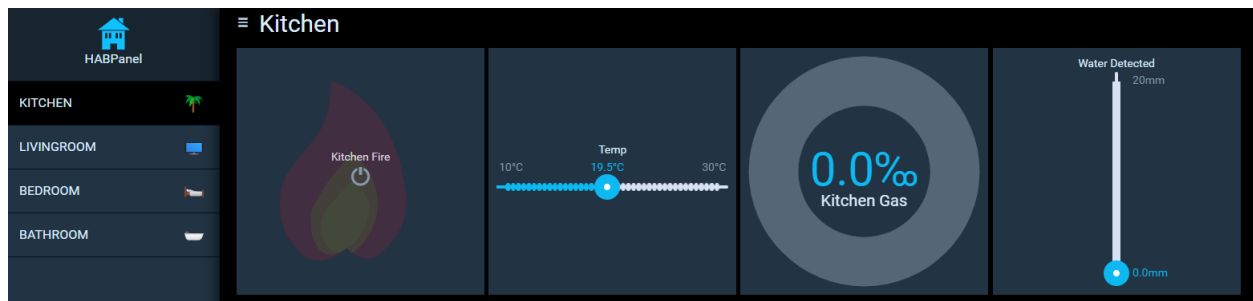 HABPanel
KITCHEN
LIVINGROOM
BEDROOM
BATHROOM
≡ Kitchen
Kitchen Fire
Temp
10°C 19.5°C 30°C
0.0‰
Kitchen Gas
Water Detected
20mm
0.0mm